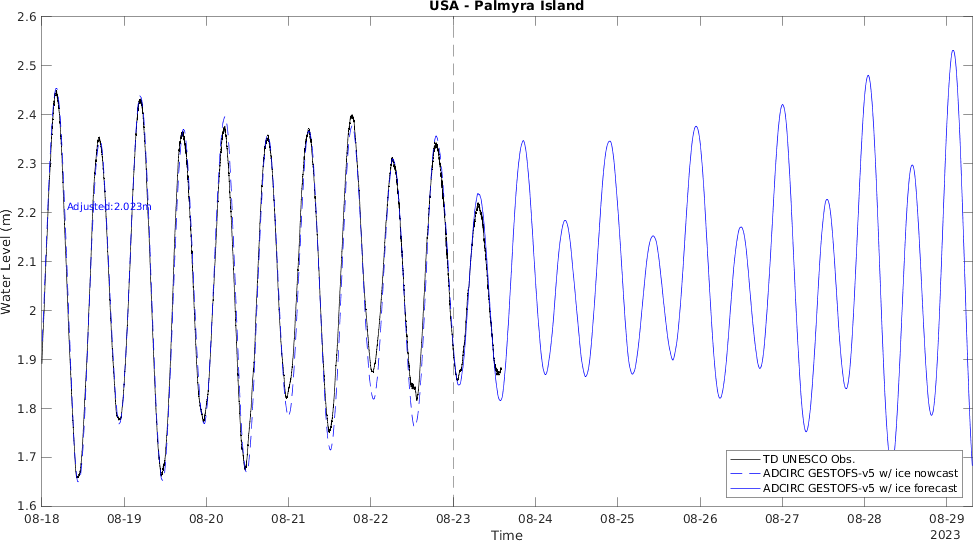 USA - Palmyra Island
2.6
2.5
2.4
2.3
2.2
2.1
2
1.9
1.8
1.7
1.6
Water Level (m)
Adjusted:2.023m
TD UNESCO Obs.
ADCIRC GESTOFS-v5 w/ ice nowcast
ADCIRC GESTOFS-v5 w/ ice forecast
08-18 08-19 08-20 08-21 08-22 08-23 08-24 08-25 08-26 08-27 08-28 08-29
2023
Time